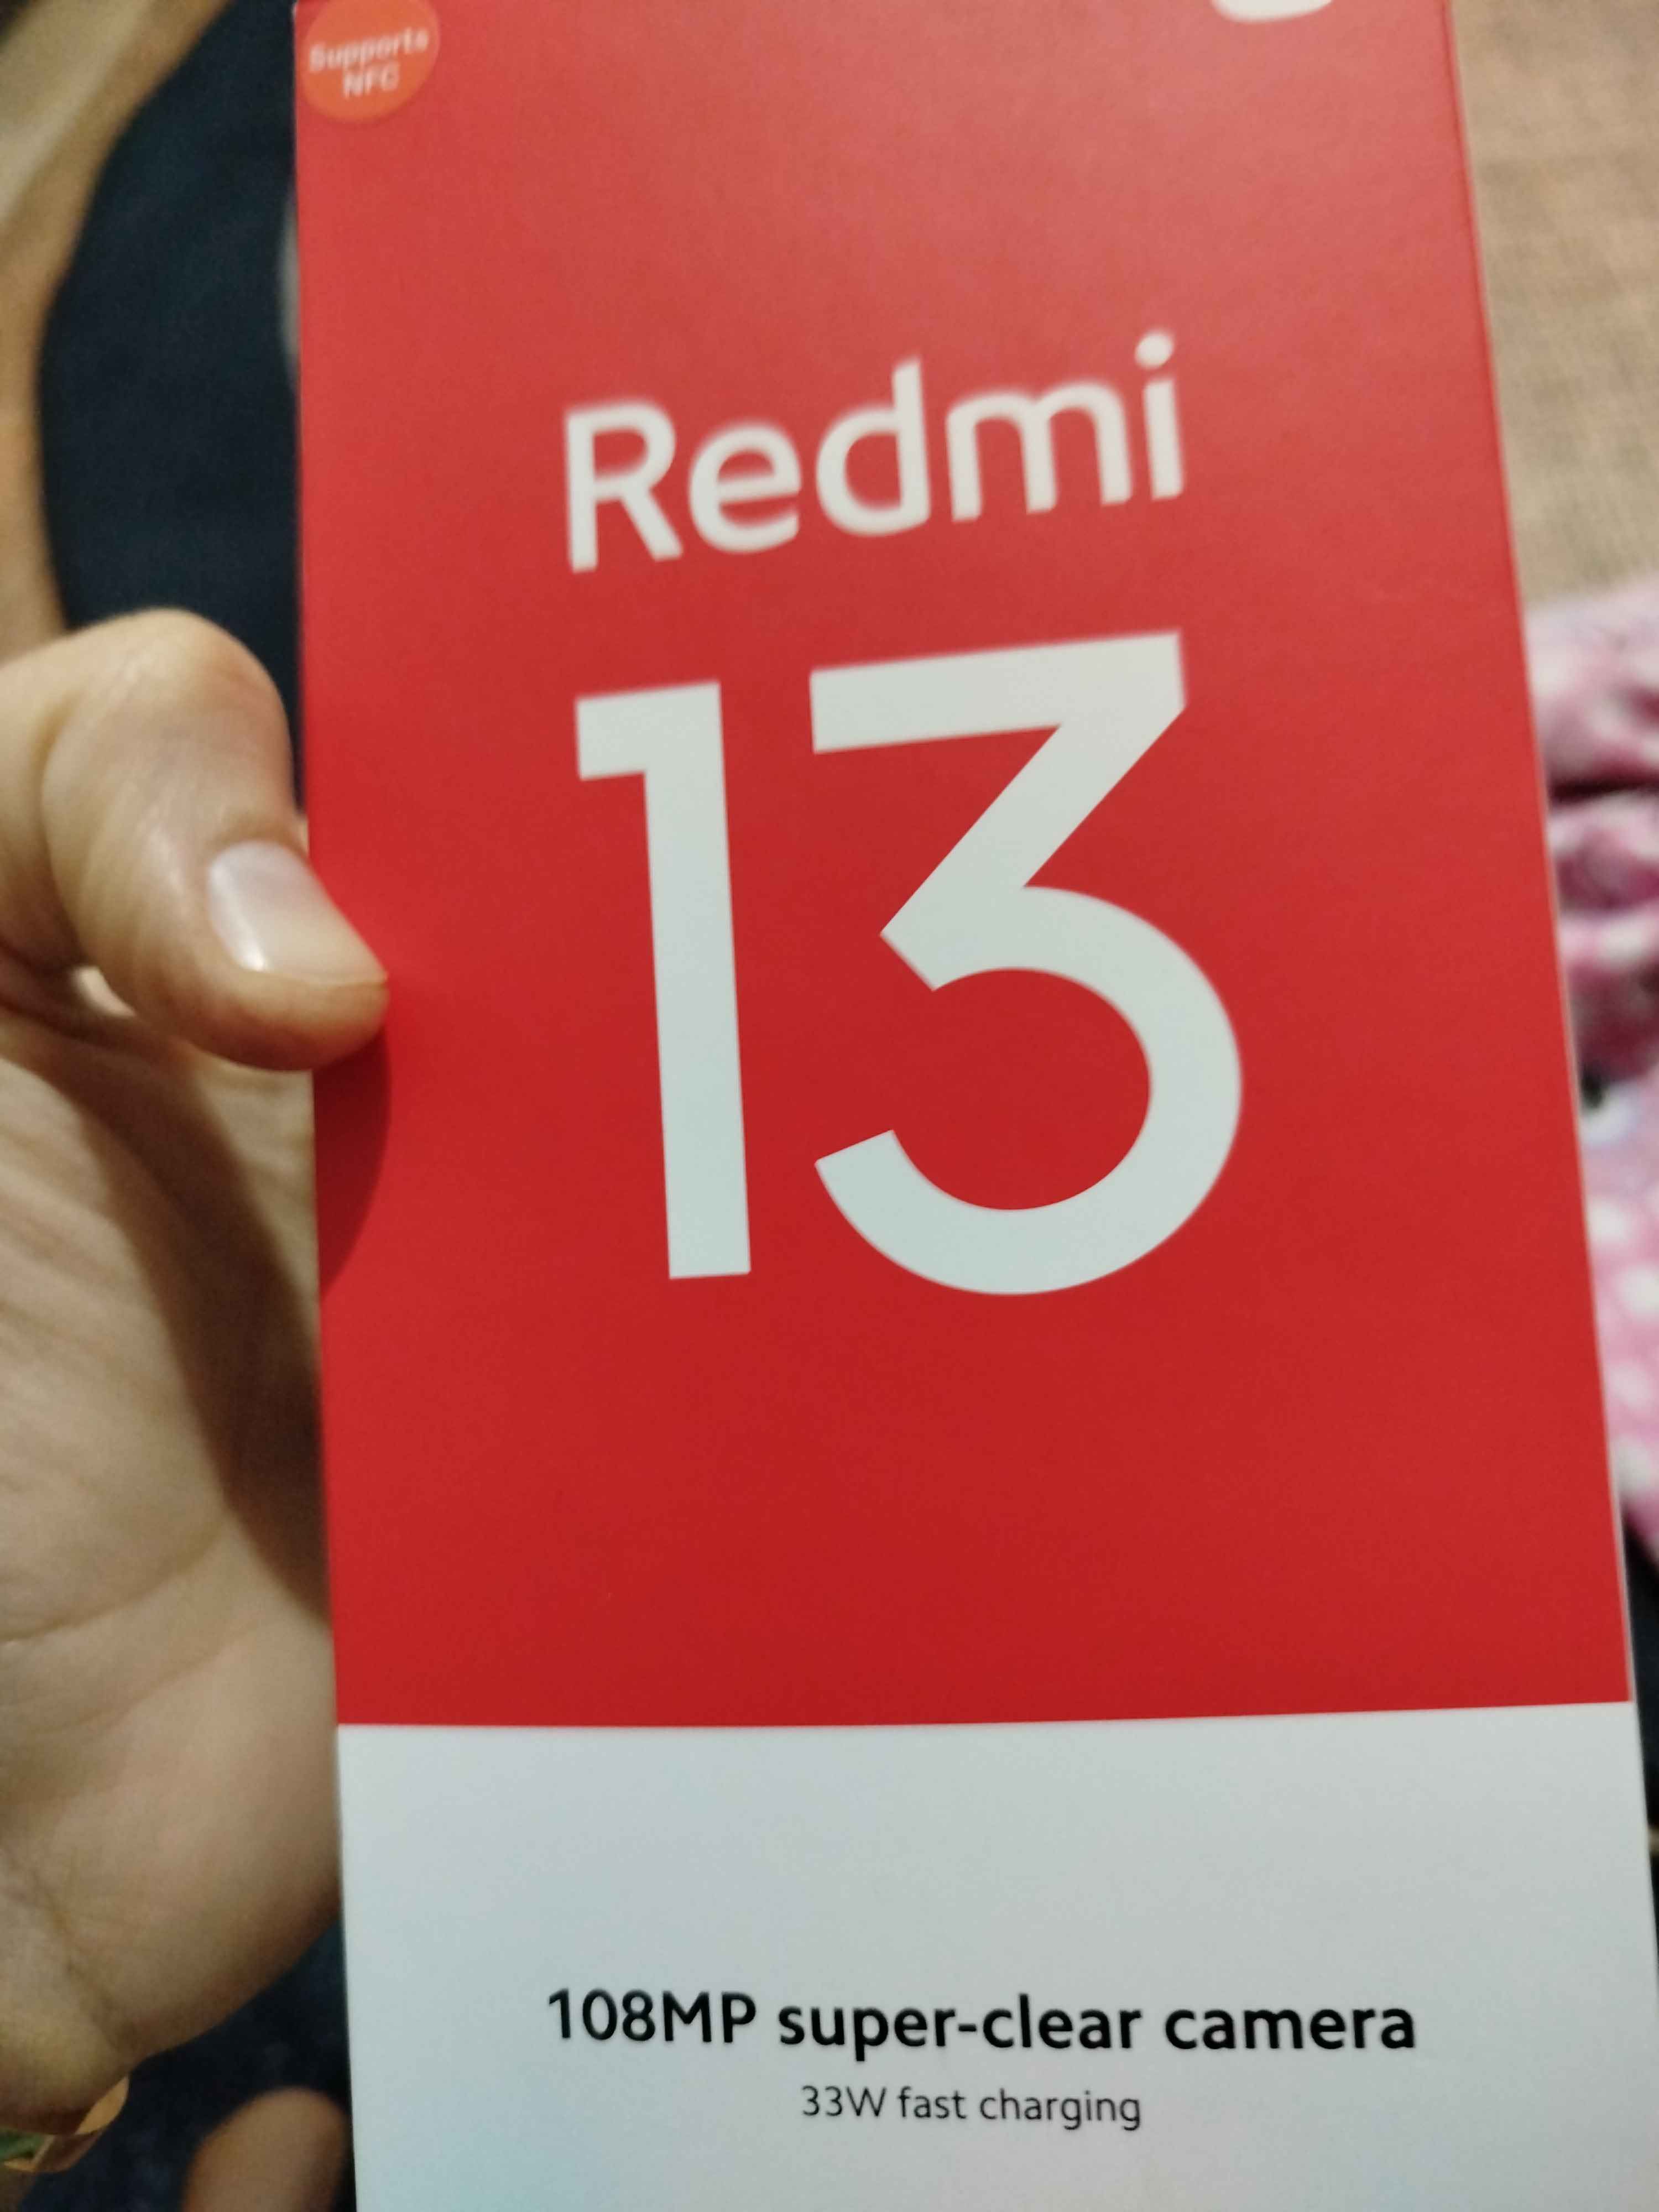 Supports
NFC
Redmi
13
108MP super-clear camera
33W fast charging